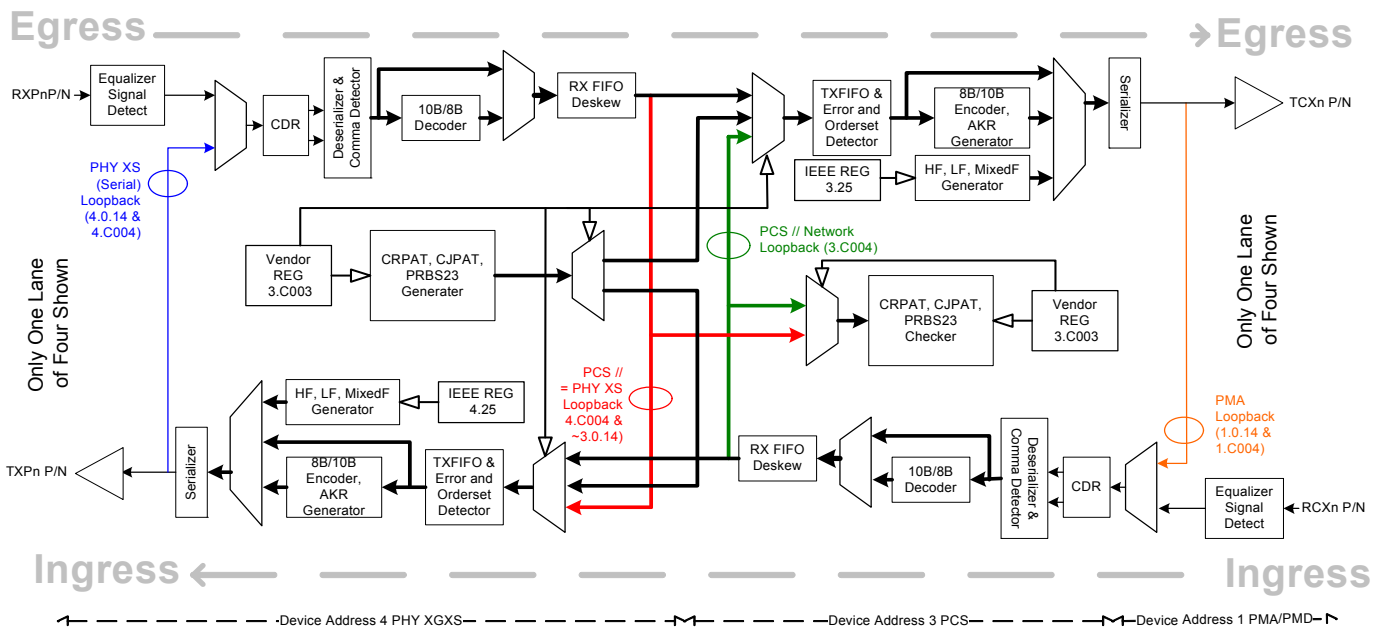 Egress
Egress
RXPnP/N
Equalizer
Signal
Detect
CDR
Deserializer &
Comma Detector
10B/8B
Decoder
RX FIFO
Deskew
TXFIFO &
Error and
Orderset
Detector
8B/10B
Encoder,
AKR
Generator
Serializer
TCXn P/N
IEEE REG
3.25
HF, LF, MixedF
Generator
PHY XS
(Serial)
Loopback
(4.0.14 &
4.C004)
Vendor
REG
3.C003
CRPAT, CJPAT,
PRBS23
Generater
PCS // Network
Loopback (3.C004)
CRPAT, CJPAT,
PRBS23
Checker
Vendor
REG
3.C003
Only One Lane
of Four Shown
Only One Lane
of Four Shown
HF, LF, MixedF
Generator
IEEE REG
4.25
PCS //
= PHY XS
Loopback
4.C004 &
~3.0.14)
PMA
Loopback
(1.0.14 &
1.C004)
TXPn P/N
Serializer
8B/10B
Encoder,
AKR
Generator
TXFIFO &
Error and
Orderset
Detector
RX FIFO
Deskew
10B/8B
Decoder
Deserializer &
Comma Detector
CDR
Equalizer
Signal
Detect
RCXn P/N
Ingress
Ingress
Device Address 4 PHY XGXS
Device Address 3 PCS
Device Address 1 PMA/PMD